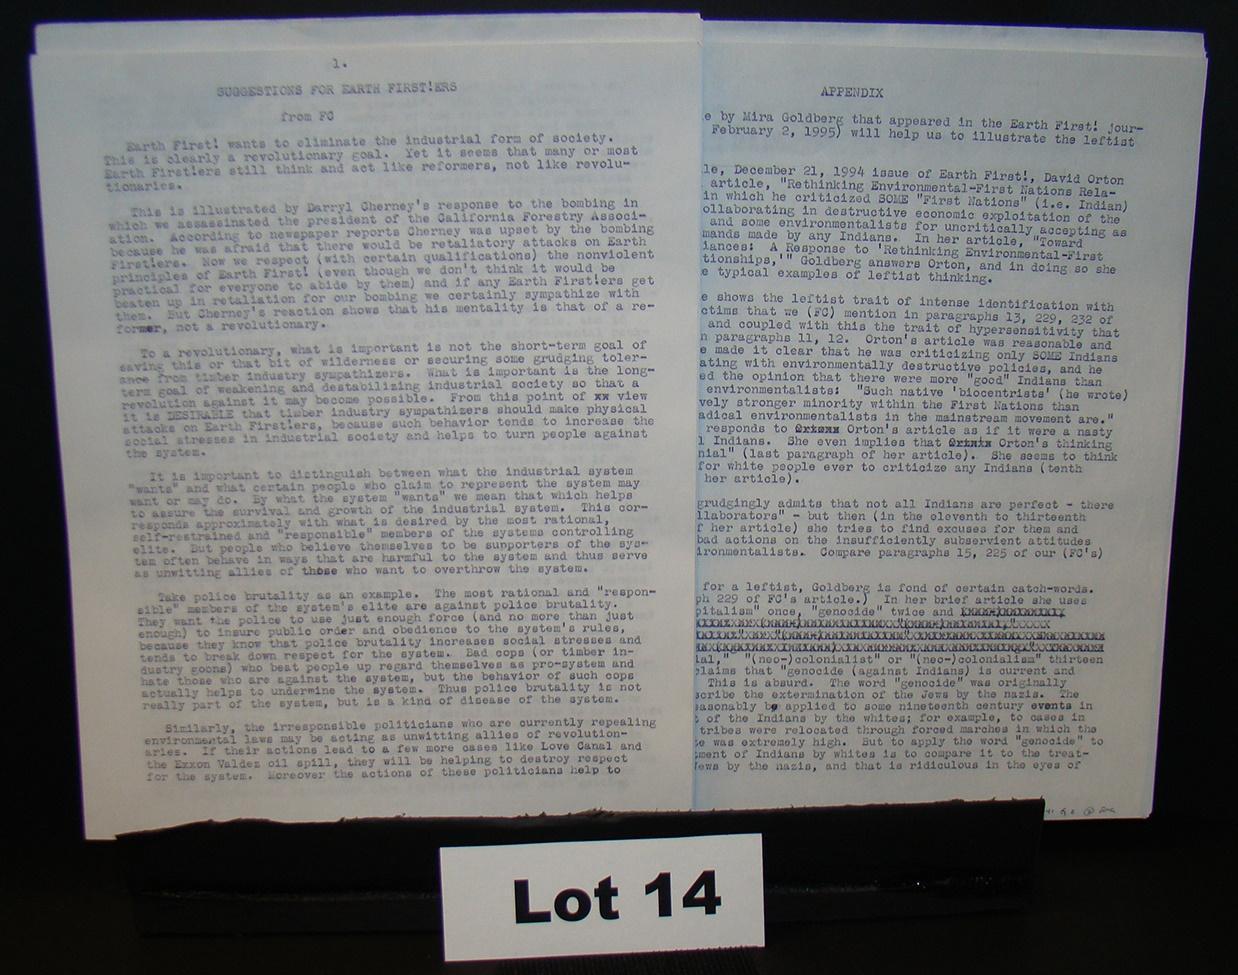 1.
SUGGESTIONS FOR EARTH FIRST!ERS
from FC
Earth First! wants to eliminate the industrial form of society.
This is clearly a revolutionary goal. Yet it seems that many or most
Earth First!ers still think and act like reformers, not like revolu-
tionaries.
This is illustrated by Darryl Cherney's response to the bombing in
which we assassinated the president of the California Forestry Associ-
ation. According to newspaper reports Cherney was upset by the bombing
because he was afraid that there would be retaliatory attacks on Earth
First!ers. Now we respect (with certain qualifications) the nonviolent
principles of Earth First! (even though we don't think it would be
practical for everyone to abide by them) and if any Earth First!ers get
beaten up in retaliation for our bombing we certainly sympathize with
them. But Cherney's reaction shows that his mentality is that of a re-
former, not a revolutionary.
To a revolutionary, what is important is not the short-term goal of
saving this or that bit of wilderness or securing some grudging toler-
ance from timber industry sympathizers. What is important is the long-
term goal of weakening and destabilizing industrial society so that a
revolution against it may become possible. From this point of xx view
it is DESIRABLE that timber industry sympathizers should make physical
attacks on Earth First!ers, because such behavior tends to increase the
social stresses in industrial society and helps to turn people against
the system.
It is important to distinguish between what the industrial system
"wants" and what certain people who claim to represent the system may
want or may do. By what the system "wants" we mean that which helps
to assure the survival and growth of the industrial system. This cor-
responds approximately with what is desired by the most rational,
self-restrained and "responsible" members of the systems controlling
elite. But people who believe themselves to be supporters of the sys-
tem often behave in ways that are harmful to the system and thus serve
as unwitting allies of those who want to overthrow the system.
Take police brutality as an example. The most rational and "respon-
sible" members of the system's elite are against police brutality.
They want the police to use just enough force (and no more than just
enough) to insure public order and obedience to the system's rules,
because they know that police brutality increases social stresses and
tends to break down respect for the system. Bad cops (or timber in-
dustry goons) who beat people up regard themselves as pro-system and
hate those who are against the system, but the behavior of such cops
actually helps to undermine the system. Thus police brutality is not
really part of the system, but is a kind of disease of the system.
Similarly, the irresponsible politicians who are currently repealing
environmental laws may be acting as unwitting allies of revolution-
aries. If their actions lead to a few more cases like Love Canal and
the Exxon Valdez oil spill, they will be helping to destroy respect
for the system. Moreover the actions of these politicians help to
APPENDIX
e by Mira Goldberg that appeared in the Earth First! jour-
February 2, 1995) will help us to illustrate the leftist
le, December 21, 1994 issue of Earth First!, David Orton
article, "Rethinking Environmental-First Nations Rela-
in which he criticized SOME "First Nations" (i.e. Indian)
ollaborating in destructive economic exploitation of the
and some environmentalists for uncritically accepting as
mands made by any Indians. In her article, "Toward
iances: A Response to 'Rethinking Environmental-First
tionships,'" Goldberg answers Orton, and in doing so she
e typical examples of leftist thinking.
e shows the leftist trait of intense identification with
ctims that we (FC) mention in paragraphs 13, 229, 232 of
and coupled with this the trait of hypersensitivity that
n paragraphs 11, 12. Orton's article was reasonable and
e made it clear that he was criticizing only SOME Indians
ating with environmentally destructive policies, and he
ed the opinion that there were more "good" Indians than
environmentalists: "Such native 'biocentrists' (he wrote)
vely stronger minority within the First Nations than
adical environmentalists in the mainstream movement are."
responds to Orton's article as if it were a nasty
l Indians. She even implies that Orton's thinking
nial" (last paragraph of her article). She seems to think
for white people ever to criticize any Indians (tenth
her article).
grudgingly admits that not all Indians are perfect - there
llaborators" - but then (in the eleventh to thirteenth
f her article) she tries to find excuses for them and
bad actions on the insufficiently subservient attitudes
ironmentalists. Compare paragraphs 15, 225 of our (FC's)
for a leftist, Goldberg is fond of certain catch-words.
ph 229 of FC's article.) In her brief article she uses
pitalism" once, "genocide" twice and
ial," "(neo-)colonialist" or "(neo-)colonialism" thirteen
claims that "genocide (against Indians) is current and
This is absurd. The word "genocide" was originally
scribe the extermination of the Jews by the nazis. The
easonably be applied to some nineteenth century events in
t of the Indians by the whites; for example, to cases in
tribes were relocated through forced marches in which the
te was extremely high. But to apply the word "genocide" to
tment of Indians by whites is to compare it to the treat-
Jews by the nazis, and that is ridiculous in the eyes of
Lot 14